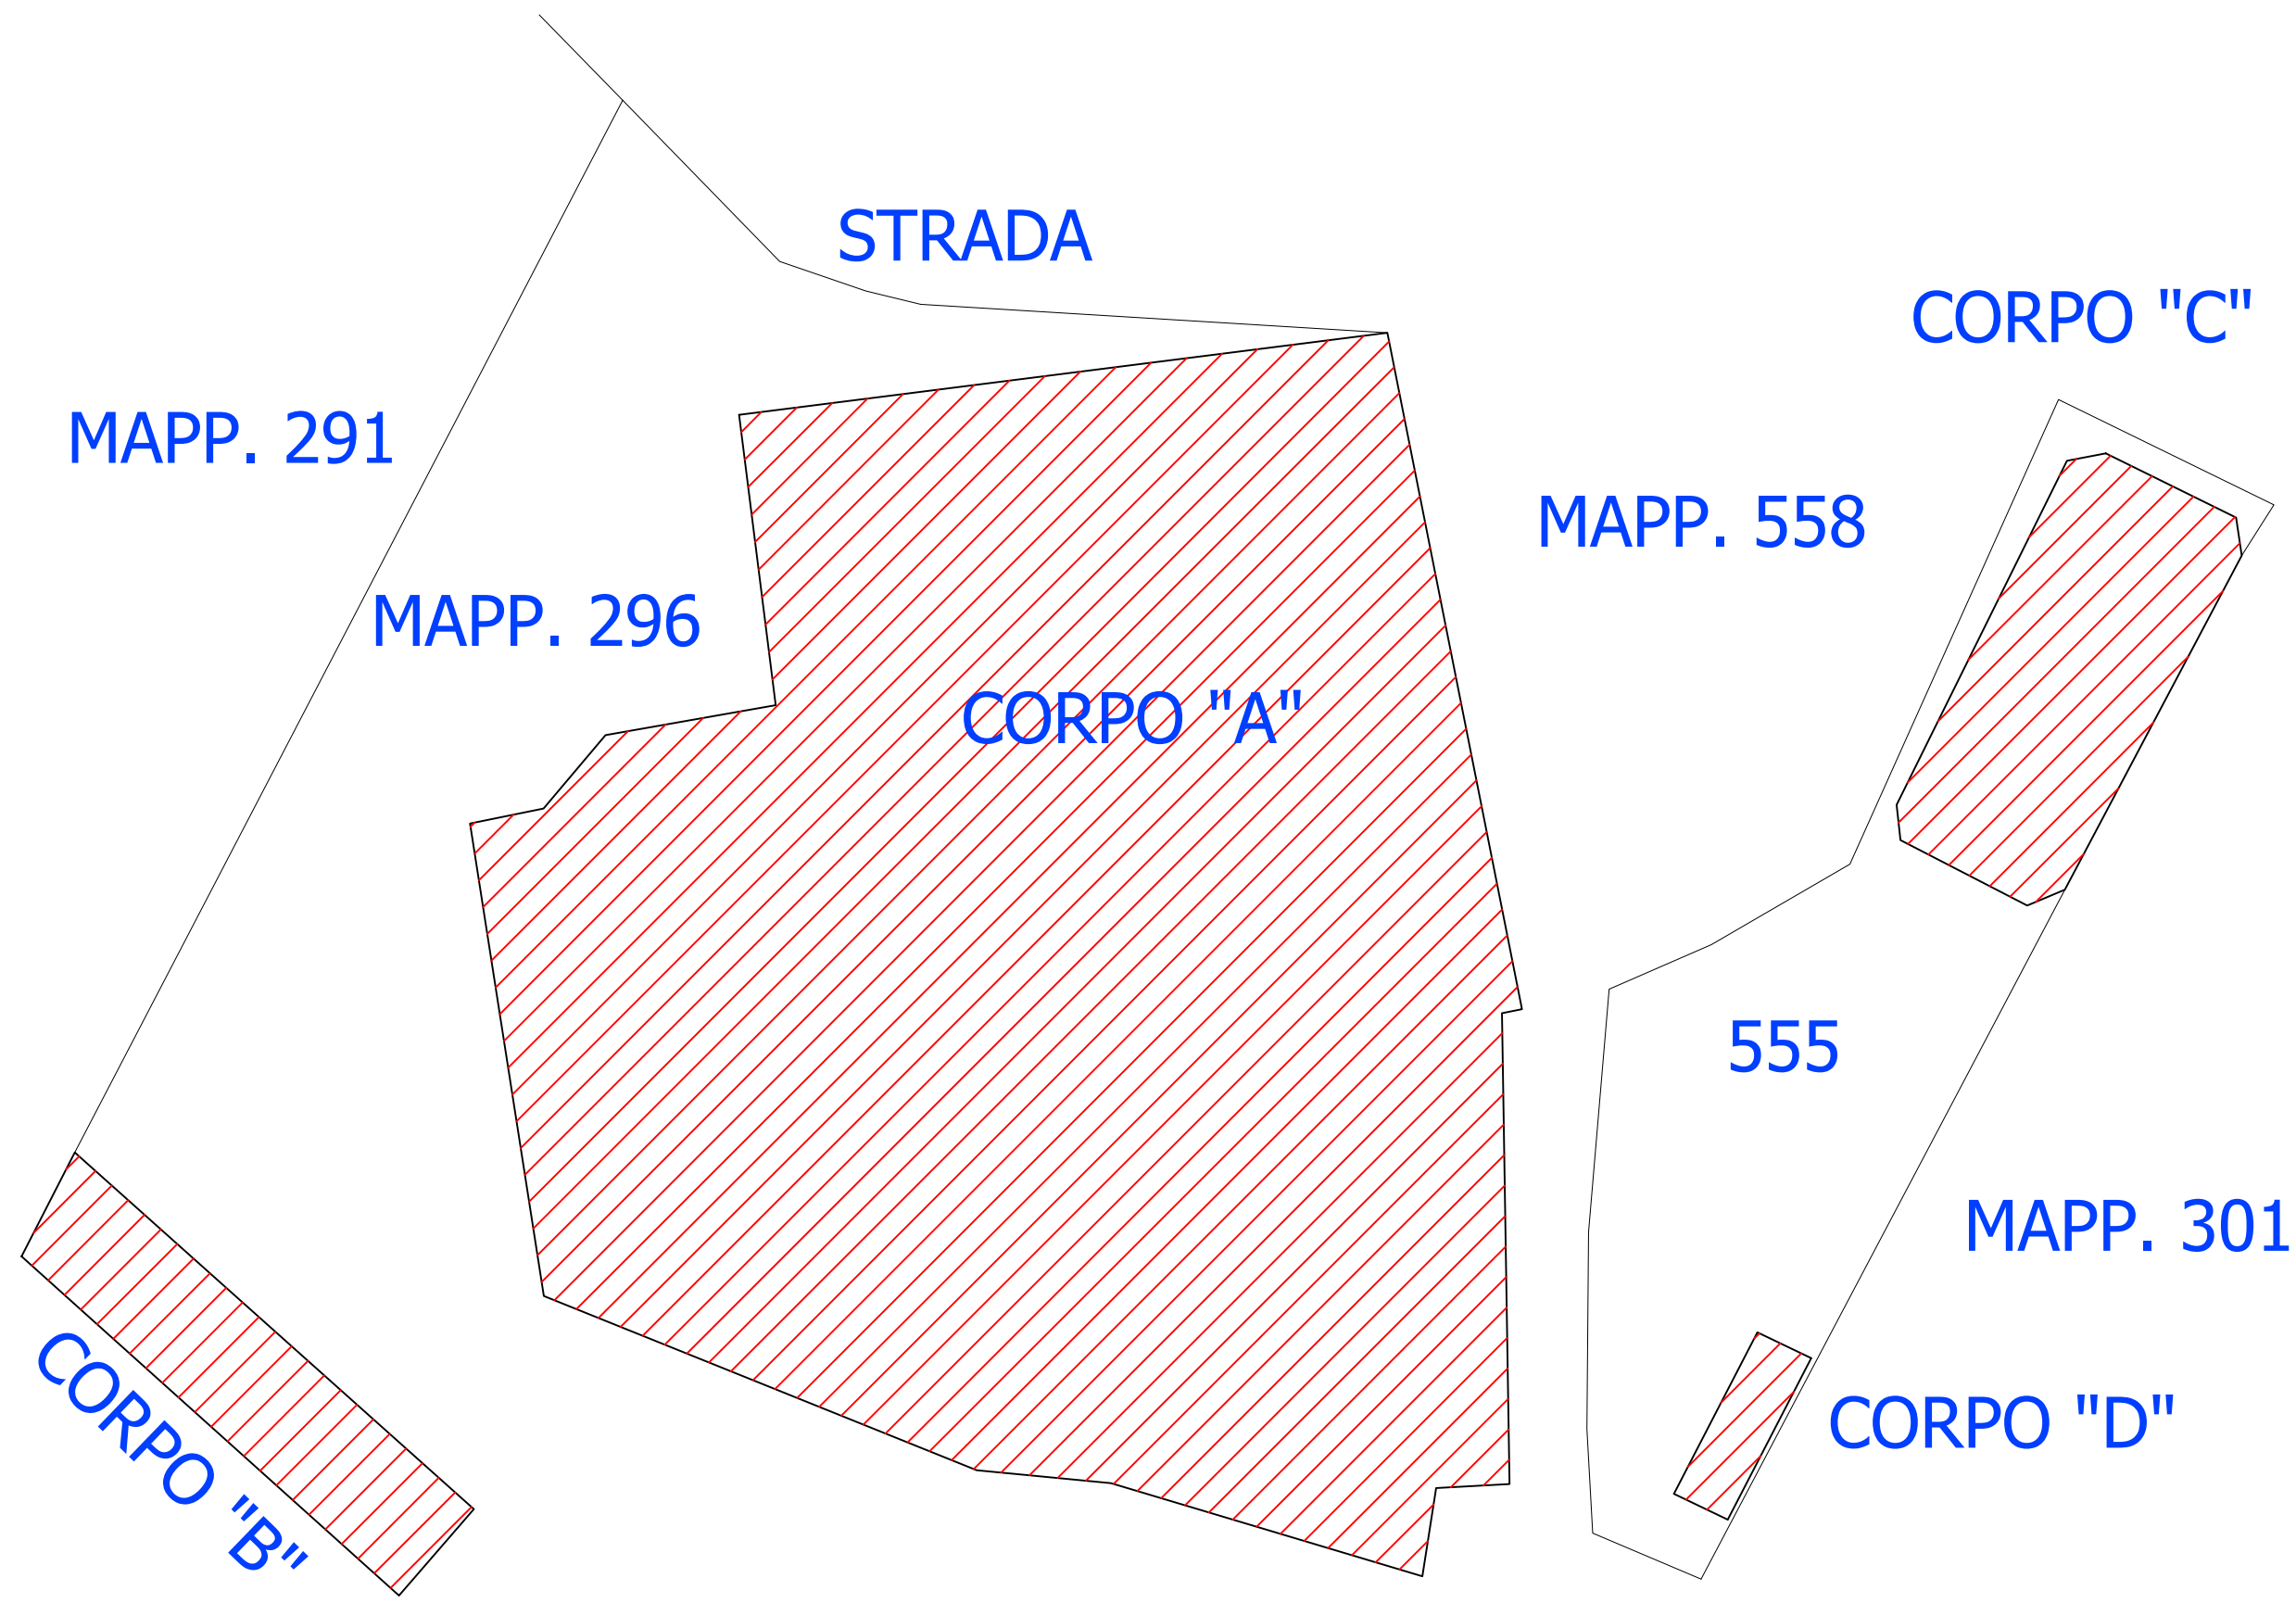 STRADA
CORPO "C"
MAPP. 291
MAPP. 558
MAPP. 296
CORPO "A"
555
MAPP. 301
CORPO "B"
CORPO "D"